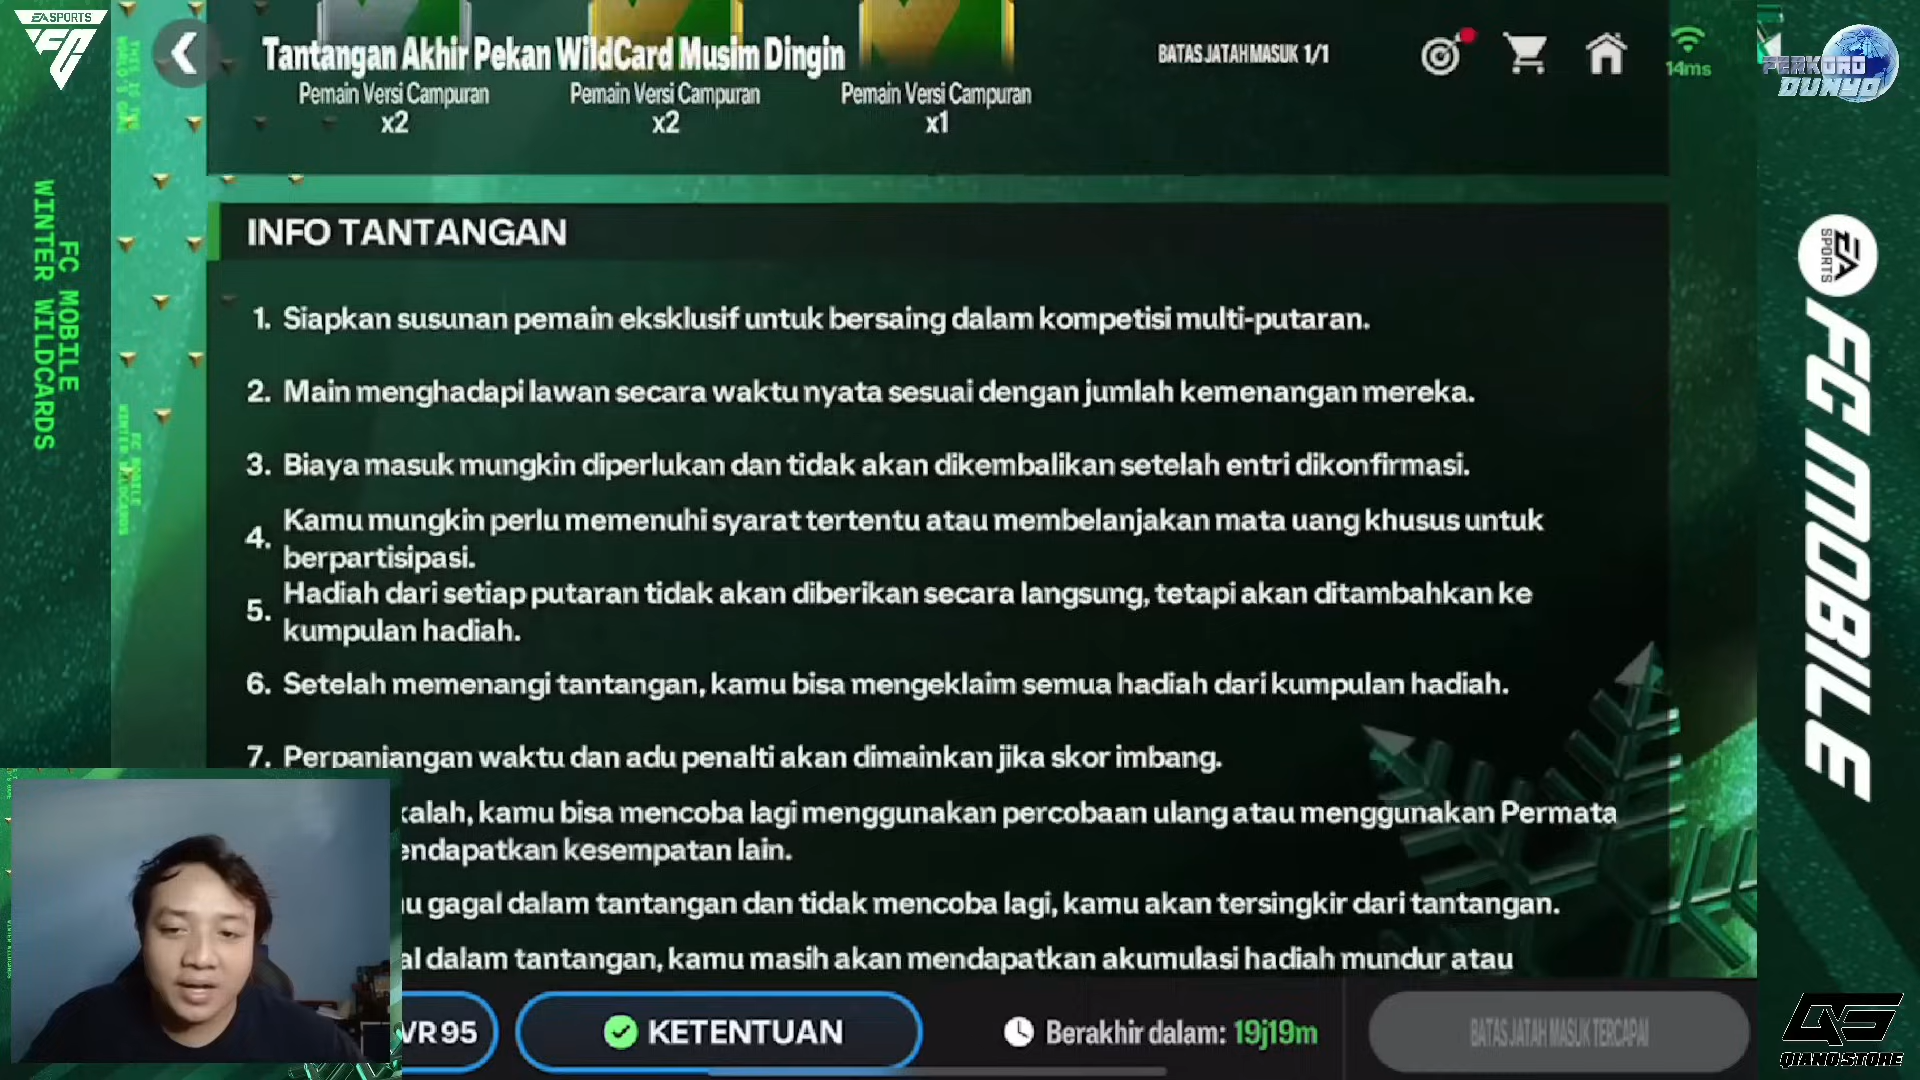 EA SPORTS
FC
Tantangan Akhir Pekan WildCard Musim Dingin
BATAS JATAH MASUK 1/1
14ms
PERKORO
DUNYO
Pemain Versi Campuran
x2
Pemain Versi Campuran
x2
Pemain Versi Campuran
x1
INFO TANTANGAN
1. Siapkan susunan pemain eksklusif untuk bersaing dalam kompetisi multi-putaran.
2. Main menghadapi lawan secara waktu nyata sesuai dengan jumlah kemenangan mereka.
3. Biaya masuk mungkin diperlukan dan tidak akan dikembalikan setelah entri dikonfirmasi.
4. Kamu mungkin perlu memenuhi syarat tertentu atau membelanjakan mata uang khusus untuk
berpartisipasi.
5. Hadiah dari setiap putaran tidak akan diberikan secara langsung, tetapi akan ditambahkan ke
kumpulan hadiah.
6. Setelah memenangi tantangan, kamu bisa mengeklaim semua hadiah dari kumpulan hadiah.
7. Perpanjangan waktu dan adu penalti akan dimainkan jika skor imbang.
kalah, kamu bisa mencoba lagi menggunakan percobaan ulang atau menggunakan Permata
endapatkan kesempatan lain.
u gagal dalam tantangan dan tidak mencoba lagi, kamu akan tersingkir dari tantangan.
al dalam tantangan, kamu masih akan mendapatkan akumulasi hadiah mundur atau
VR 95
KETENTUAN
Berakhir dalam: 19j19m
BATAS JATAH MASUK TERCAPAI
FC MOBILE
WINTER WILDCARDS
FC MOBILE
WINTER WILDCARDS
EA
SPORTS
FC MOBILE
QS
QIANO.STORE